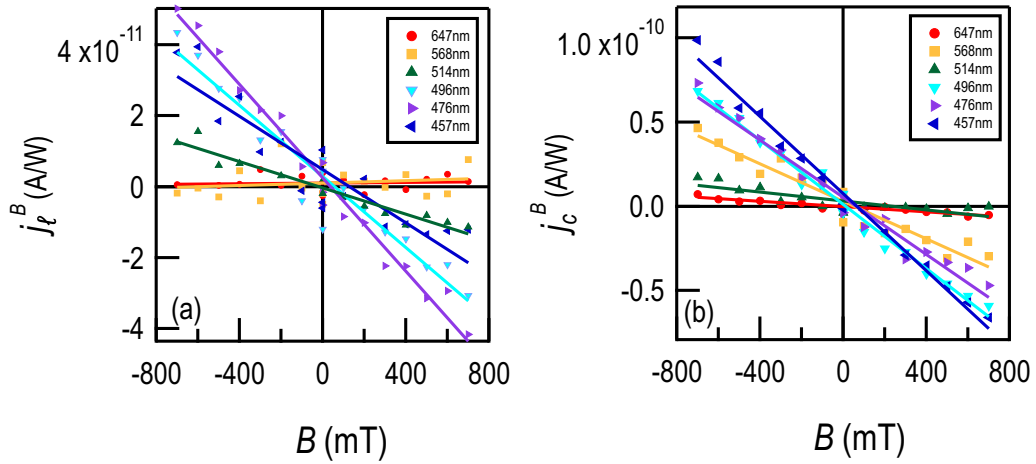 4 x10^-11
2
0
-2
-4
j_ℓ^B (A/W)
647nm
568nm
514nm
496nm
476nm
457nm
(a)
-800 -400 0 400 800
B (mT)
1.0 x10^-10
0.5
0.0
-0.5
j_c^B (A/W)
647nm
568nm
514nm
496nm
476nm
457nm
(b)
-800 -400 0 400 800
B (mT)